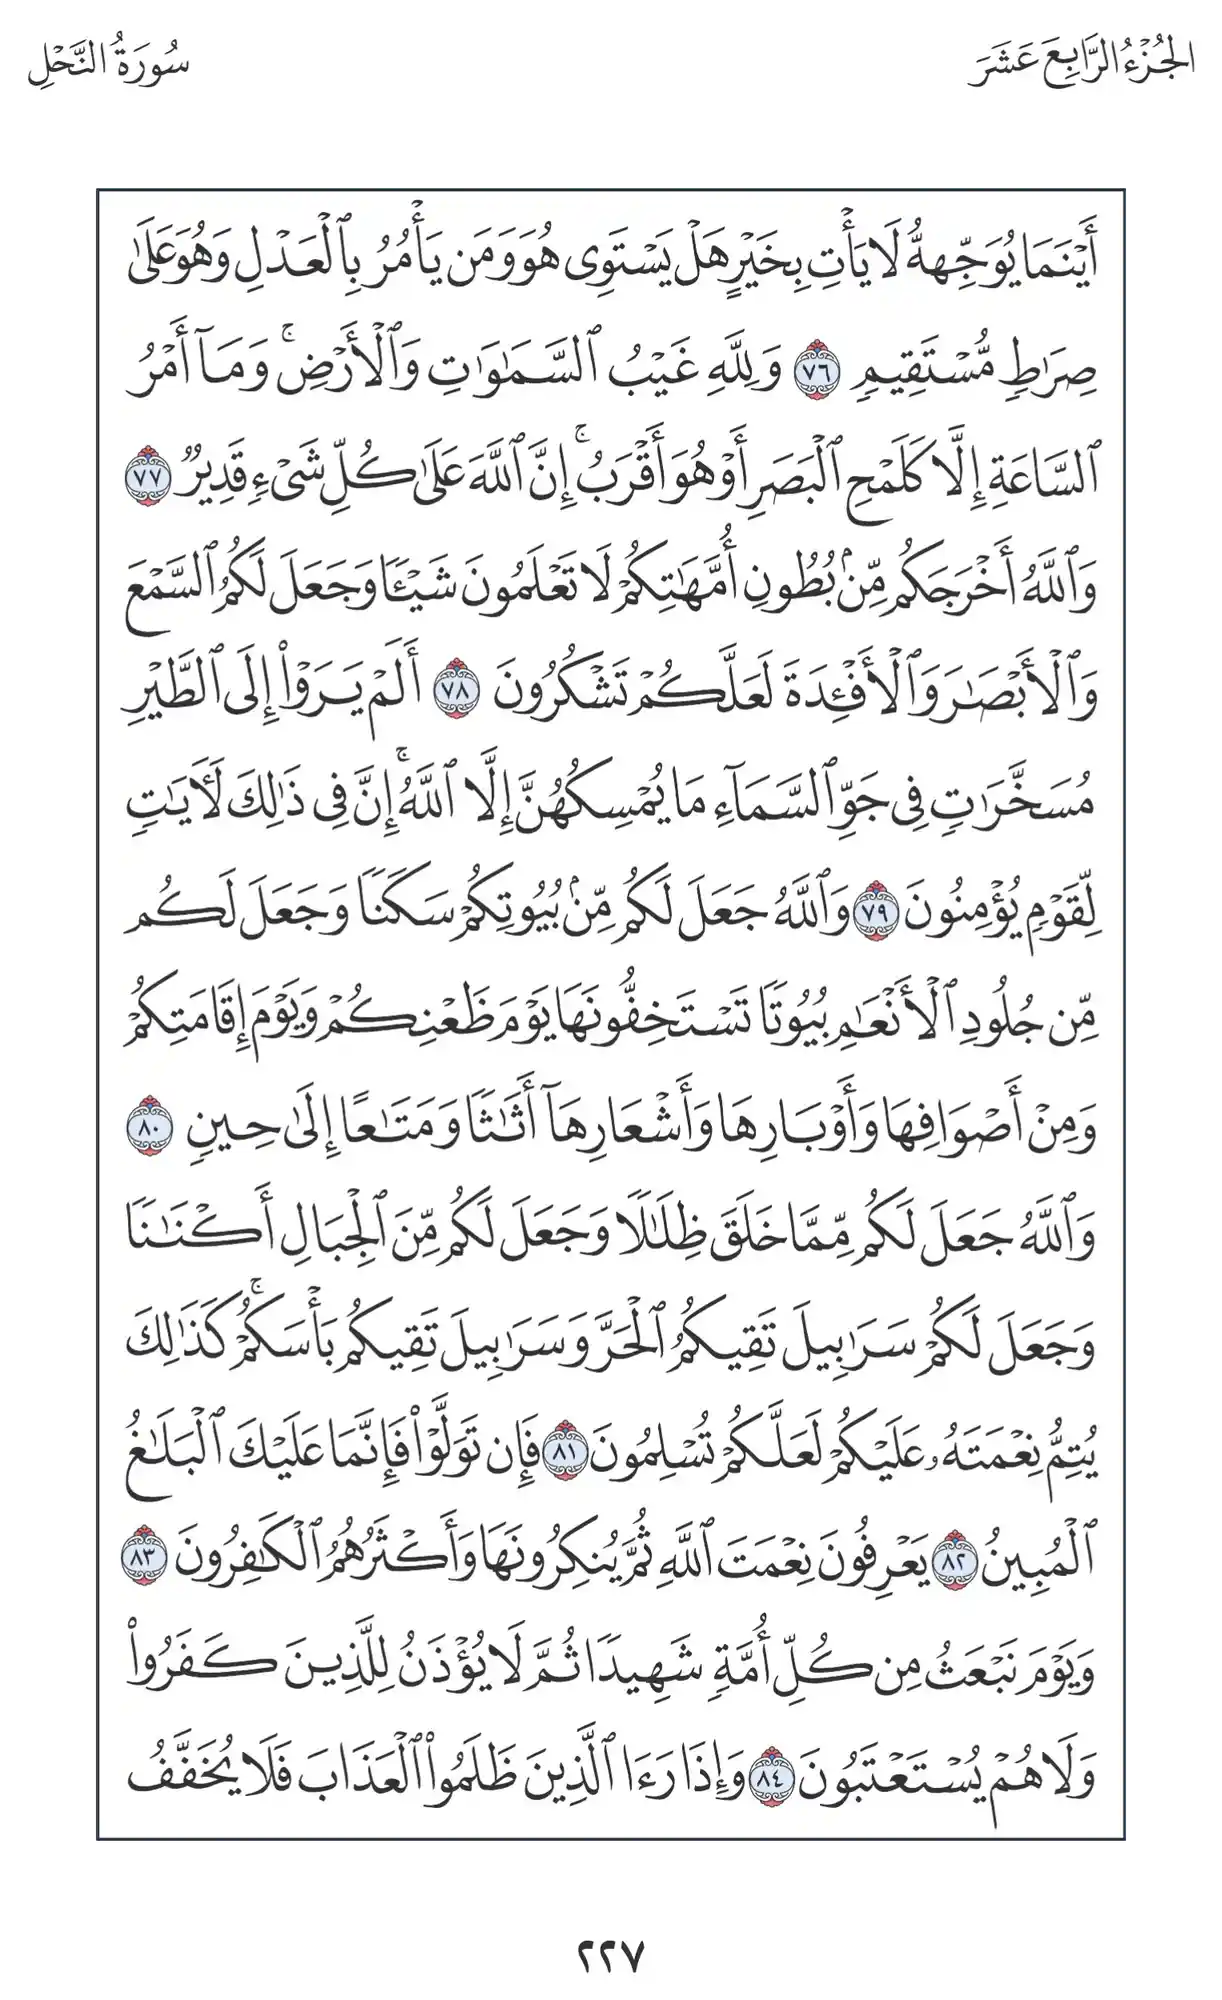 الجُزْءُ الرَّابِعَ عَشَرَ
سُورَةُ النَّحْلِ
أَيْنَمَا يُوَجِّههُّ لَا يَأْتِ بِخَيْرٍ هَلْ يَسْتَوِى هُوَ وَمَن يَأْمُرُ بِٱلْعَدْلِ وَهُوَ عَلَىٰ
صِرَٰطٍ مُّسْتَقِيمٍ ٧٦ وَلِلَّهِ غَيْبُ ٱلسَّمَٰوَٰتِ وَٱلْأَرْضِ ۚ وَمَآ أَمْرُ
ٱلسَّاعَةِ إِلَّا كَلَمْحِ ٱلْبَصَرِ أَوْ هُوَ أَقْرَبُ ۚ إِنَّ ٱللَّهَ عَلَىٰ كُلِّ شَىْءٍ قَدِيرٌ ٧٧
وَٱللَّهُ أَخْرَجَكُم مِّنۢ بُطُونِ أُمَّهَٰتِكُمْ لَا تَعْلَمُونَ شَيْـًٔا وَجَعَلَ لَكُمُ ٱلسَّمْعَ
وَٱلْأَبْصَٰرَ وَٱلْأَفْـِٔدَةَ لَعَلَّكُمْ تَشْكُرُونَ ٧٨ أَلَمْ يَرَوْا۟ إِلَى ٱلطَّيْرِ
مُسَخَّرَٰتٍ فِى جَوِّ ٱلسَّمَآءِ مَا يُمْسِكُهُنَّ إِلَّا ٱللَّهُ ۚ إِنَّ فِى ذَٰلِكَ لَـَٔايَٰتٍ
لِّقَوْمٍ يُؤْمِنُونَ ٧٩ وَٱللَّهُ جَعَلَ لَكُم مِّنۢ بُيُوتِكُمْ سَكَنًا وَجَعَلَ لَكُم
مِّن جُلُودِ ٱلْأَنْعَٰمِ بُيُوتًا تَسْتَخِفُّونَهَا يَوْمَ ظَعْنِكُمْ وَيَوْمَ إِقَامَتِكُمْ
وَمِنْ أَصْوَافِهَا وَأَوْبَارِهَا وَأَشْعَارِهَآ أَثَٰثًا وَمَتَٰعًا إِلَىٰ حِينٍ ٨٠
وَٱللَّهُ جَعَلَ لَكُم مِّمَّا خَلَقَ ظِلَٰلًا وَجَعَلَ لَكُم مِّنَ ٱلْجِبَالِ أَكْنَٰنًا
وَجَعَلَ لَكُمْ سَرَٰبِيلَ تَقِيكُمُ ٱلْحَرَّ وَسَرَٰبِيلَ تَقِيكُم بَأْسَكُمْ ۚ كَذَٰلِكَ
يُتِمُّ نِعْمَتَهُۥ عَلَيْكُمْ لَعَلَّكُمْ تُسْلِمُونَ ٨١ فَإِن تَوَلَّوْا۟ فَإِنَّمَا عَلَيْكَ ٱلْبَلَٰغُ
ٱلْمُبِينُ ٨٢ يَعْرِفُونَ نِعْمَتَ ٱللَّهِ ثُمَّ يُنكِرُونَهَا وَأَكْثَرُهُمُ ٱلْكَٰفِرُونَ ٨٣
وَيَوْمَ نَبْعَثُ مِن كُلِّ أُمَّةٍ شَهِيدًا ثُمَّ لَا يُؤْذَنُ لِلَّذِينَ كَفَرُوا۟
وَلَا هُمْ يُسْتَعْتَبُونَ ٨٤ وَإِذَا رَءَا ٱلَّذِينَ ظَلَمُوا۟ ٱلْعَذَابَ فَلَا يُخَفَّفُ
٢٢٧